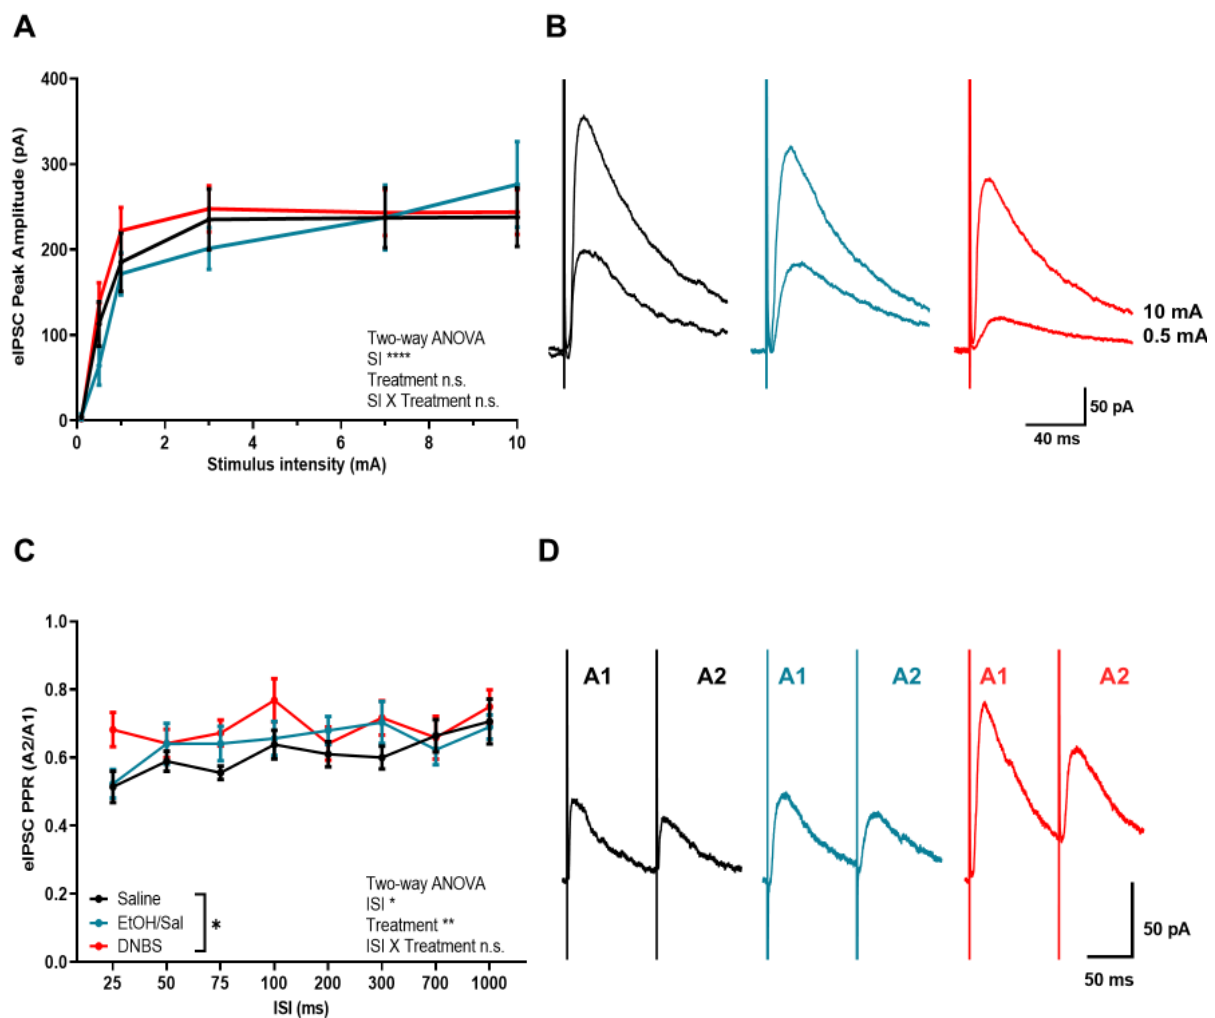 A
B
400
300
200
100
0
eIPSC Peak Amplitude (pA)
0 2 4 6 8 10
Stimulus intensity (mA)
Two-way ANOVA
SI ****
Treatment n.s.
SI X Treatment n.s.
10 mA
0.5 mA
50 pA
40 ms
C
D
1.0
0.8
0.6
0.4
0.2
0.0
eIPSC PPR (A2/A1)
Saline
EtOH/Sal
DNBS
*
Two-way ANOVA
ISI *
Treatment **
ISI X Treatment n.s.
25 50 75 100 200 300 700 1000
ISI (ms)
A1 A2 A1 A2 A1 A2
50 pA
50 ms